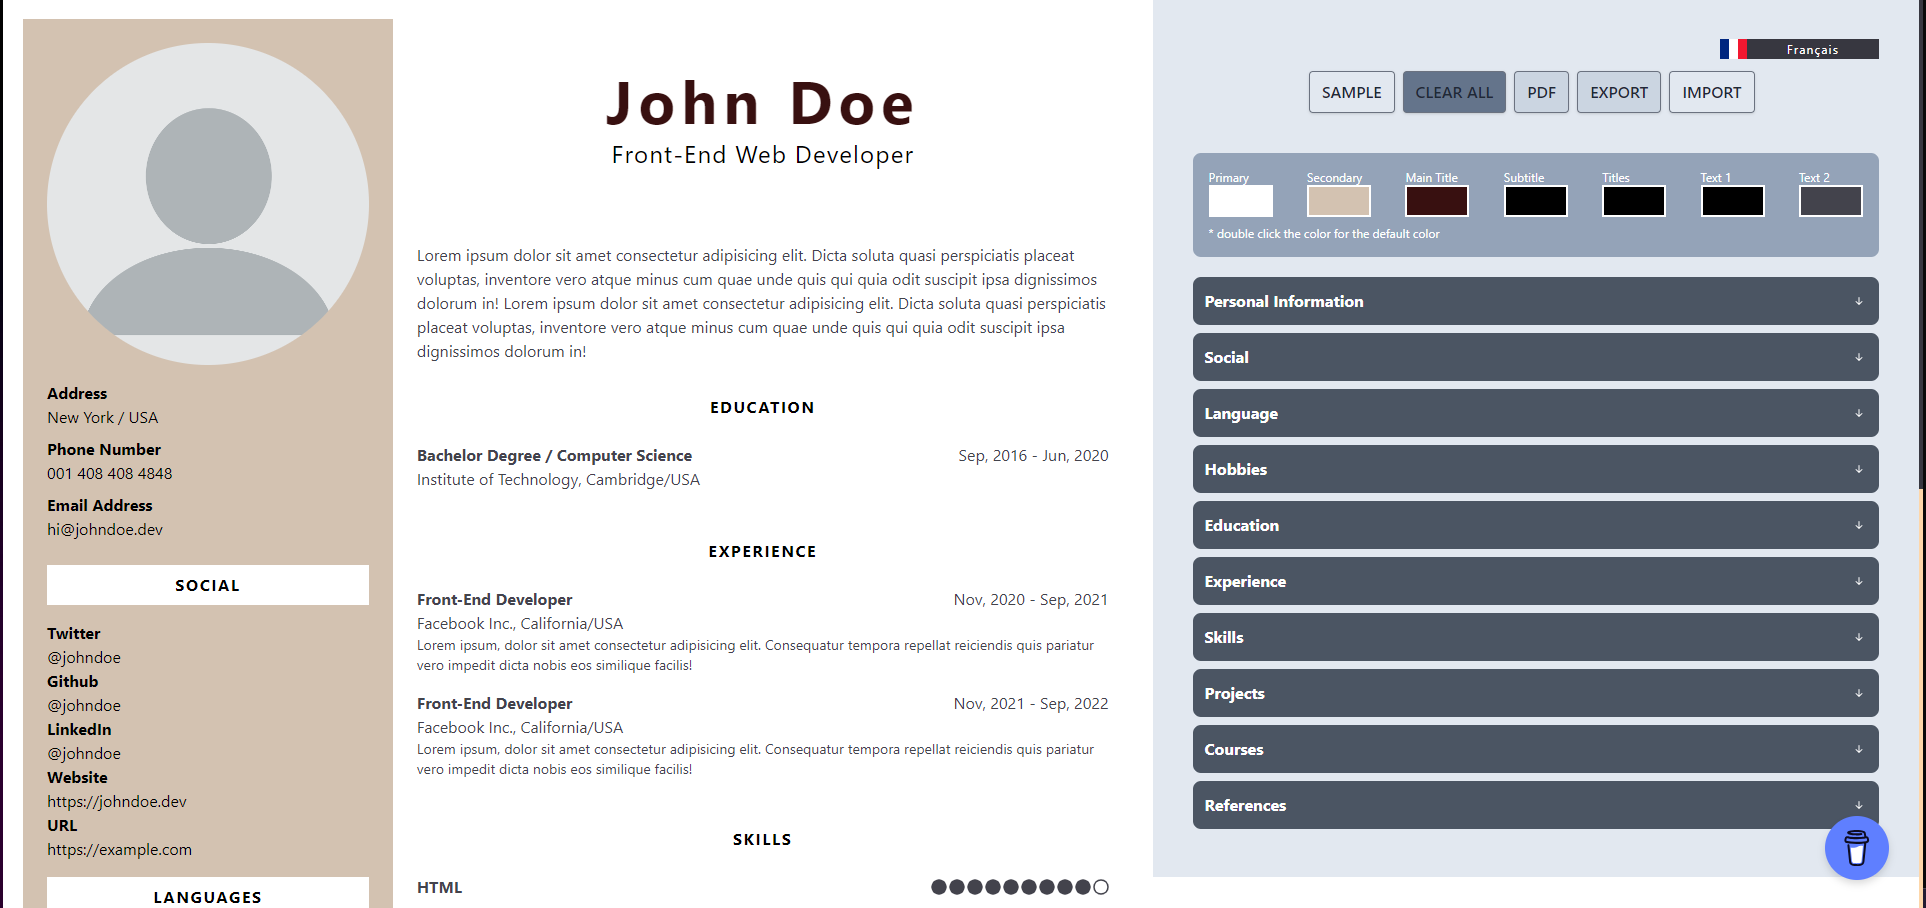 Address
New York / USA
Phone Number
001 408 408 4848
Email Address
hi@johndoe.dev
SOCIAL
Twitter
@johndoe
Github
@johndoe
LinkedIn
@johndoe
Website
https://johndoe.dev
URL
https://example.com
LANGUAGES
John Doe
Front-End Web Developer
Lorem ipsum dolor sit amet consectetur adipisicing elit. Dicta soluta quasi perspiciatis placeat
voluptas, inventore vero atque minus cum quae unde quis qui quia odit suscipit ipsa dignissimos
dolorum in! Lorem ipsum dolor sit amet consectetur adipisicing elit. Dicta soluta quasi perspiciatis
placeat voluptas, inventore vero atque minus cum quae unde quis qui quia odit suscipit ipsa
dignissimos dolorum in!
EDUCATION
Bachelor Degree / Computer Science Sep, 2016 - Jun, 2020
Institute of Technology, Cambridge/USA
EXPERIENCE
Front-End Developer Nov, 2020 - Sep, 2021
Facebook Inc., California/USA
Lorem ipsum, dolor sit amet consectetur adipisicing elit. Consequatur tempora repellat reiciendis quis pariatur
vero impedit dicta nobis eos similique facilis!
Front-End Developer Nov, 2021 - Sep, 2022
Facebook Inc., California/USA
Lorem ipsum, dolor sit amet consectetur adipisicing elit. Consequatur tempora repellat reiciendis quis pariatur
vero impedit dicta nobis eos similique facilis!
SKILLS
HTML
Français
SAMPLE CLEAR ALL PDF EXPORT IMPORT
Primary Secondary Main Title Subtitle Titles Text 1 Text 2
* double click the color for the default color
Personal Information
Social
Language
Hobbies
Education
Experience
Skills
Projects
Courses
References